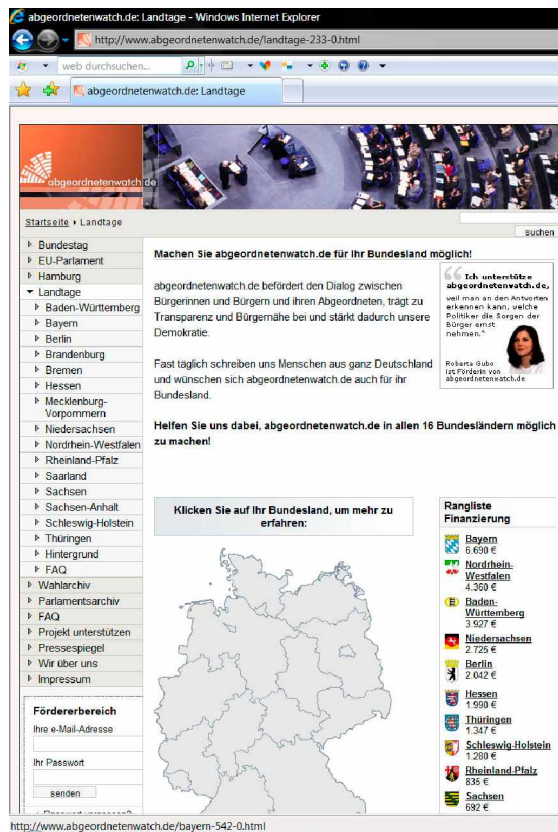 abgeordnetenwatch.de: Landtage - Windows Internet Explorer
http://www.abgeordnetenwatch.de/landtage-233-0.html
web durchsuchen...
abgeordnetenwatch.de: Landtage
abgeordnetenwatch.de
Startseite Landtage
suchen
Bundestag
EU-Parlament
Hamburg
Landtage
Baden-Württemberg
Bayern
Berlin
Brandenburg
Bremen
Hessen
Mecklenburg-
Vorpommern
Niedersachsen
Nordrhein-Westfalen
Rheinland-Pfalz
Saarland
Sachsen
Sachsen-Anhalt
Schleswig-Holstein
Thüringen
Hintergrund
FAQ
Wahlarchiv
Parlamentsarchiv
FAQ
Projekt unterstützen
Pressespiegel
Wir über uns
Impressum
Fördererbereich
Ihre e-Mail-Adresse
Ihr Passwort
senden
Machen Sie abgeordnetenwatch.de für Ihr Bundesland möglich!
abgeordnetenwatch.de befördert den Dialog zwischen
Bürgerinnen und Bürgern und ihren Abgeordneten, trägt zu
Transparenz und Bürgernähe bei und stärkt dadurch unsere
Demokratie.
Fast täglich schreiben uns Menschen aus ganz Deutschland
und wünschen sich abgeordnetenwatch.de auch für ihr
Bundesland.
Helfen Sie uns dabei, abgeordnetenwatch.de in allen 16 Bundesländern möglich
zu machen!
Ich unterstütze
abgeordnetenwatch.de,
weil man an den Antworten
erkennen kann, welche
Politiker die Sorgen der
Bürger ernst
nehmen."
Roberta Gubo
ist Förderin von
abgeordnetenwatch.de
Klicken Sie auf Ihr Bundesland, um mehr zu
erfahren:
Rangliste
Finanzierung
Bayern
6.690 €
Nordrhein-
Westfalen
4.360 €
Baden-
Württemberg
3.927 €
Niedersachsen
2.725 €
Berlin
2.042 €
Hessen
1.990 €
Thüringen
1.347 €
Schleswig-Holstein
1.280 €
Rheinland-Pfalz
835 €
Sachsen
692 €
http://www.abgeordnetenwatch.de/bayern-542-0.html